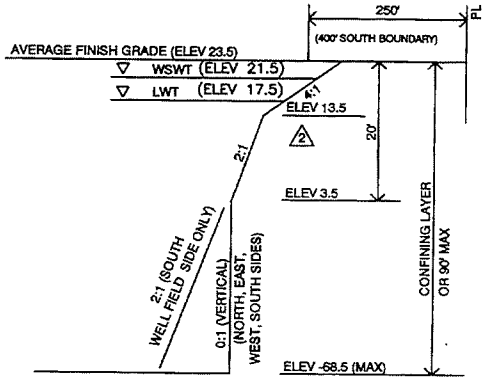 250'
PL
(400' SOUTH BOUNDARY)
AVERAGE FINISH GRADE (ELEV 23.5)
WSWT (ELEV 21.5)
LWT (ELEV 17.5)
4:1
ELEV 13.5
2
20'
2:1
ELEV 3.5
2:1 (SOUTH
WELL FIELD SIDE ONLY)
0:1 (VERTICAL)
(NORTH, EAST,
WEST, SOUTH SIDES)
CONFINING LAYER
OR 90' MAX
ELEV -68.5 (MAX)